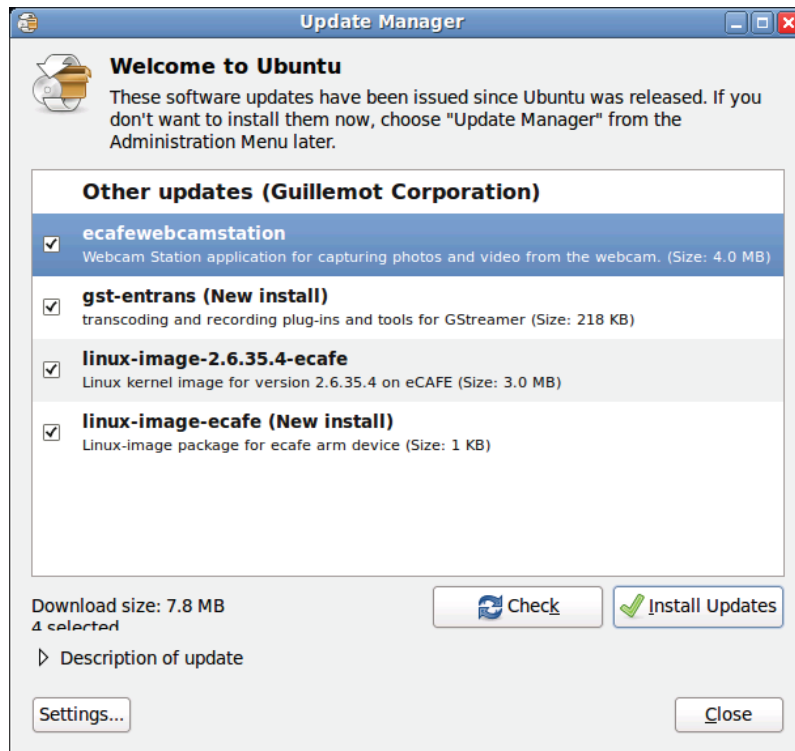 Update Manager
Welcome to Ubuntu
These software updates have been issued since Ubuntu was released. If you
don't want to install them now, choose "Update Manager" from the
Administration Menu later.
Other updates (Guillemot Corporation)
ecafewebcamstation
Webcam Station application for capturing photos and video from the webcam. (Size: 4.0 MB)
gst-entrans (New install)
transcoding and recording plug-ins and tools for GStreamer (Size: 218 KB)
linux-image-2.6.35.4-ecafe
Linux kernel image for version 2.6.35.4 on eCAFE (Size: 3.0 MB)
linux-image-ecafe (New install)
Linux-image package for ecafe arm device (Size: 1 KB)
Download size: 7.8 MB
4 selected
Check
Install Updates
Description of update
Settings...
Close